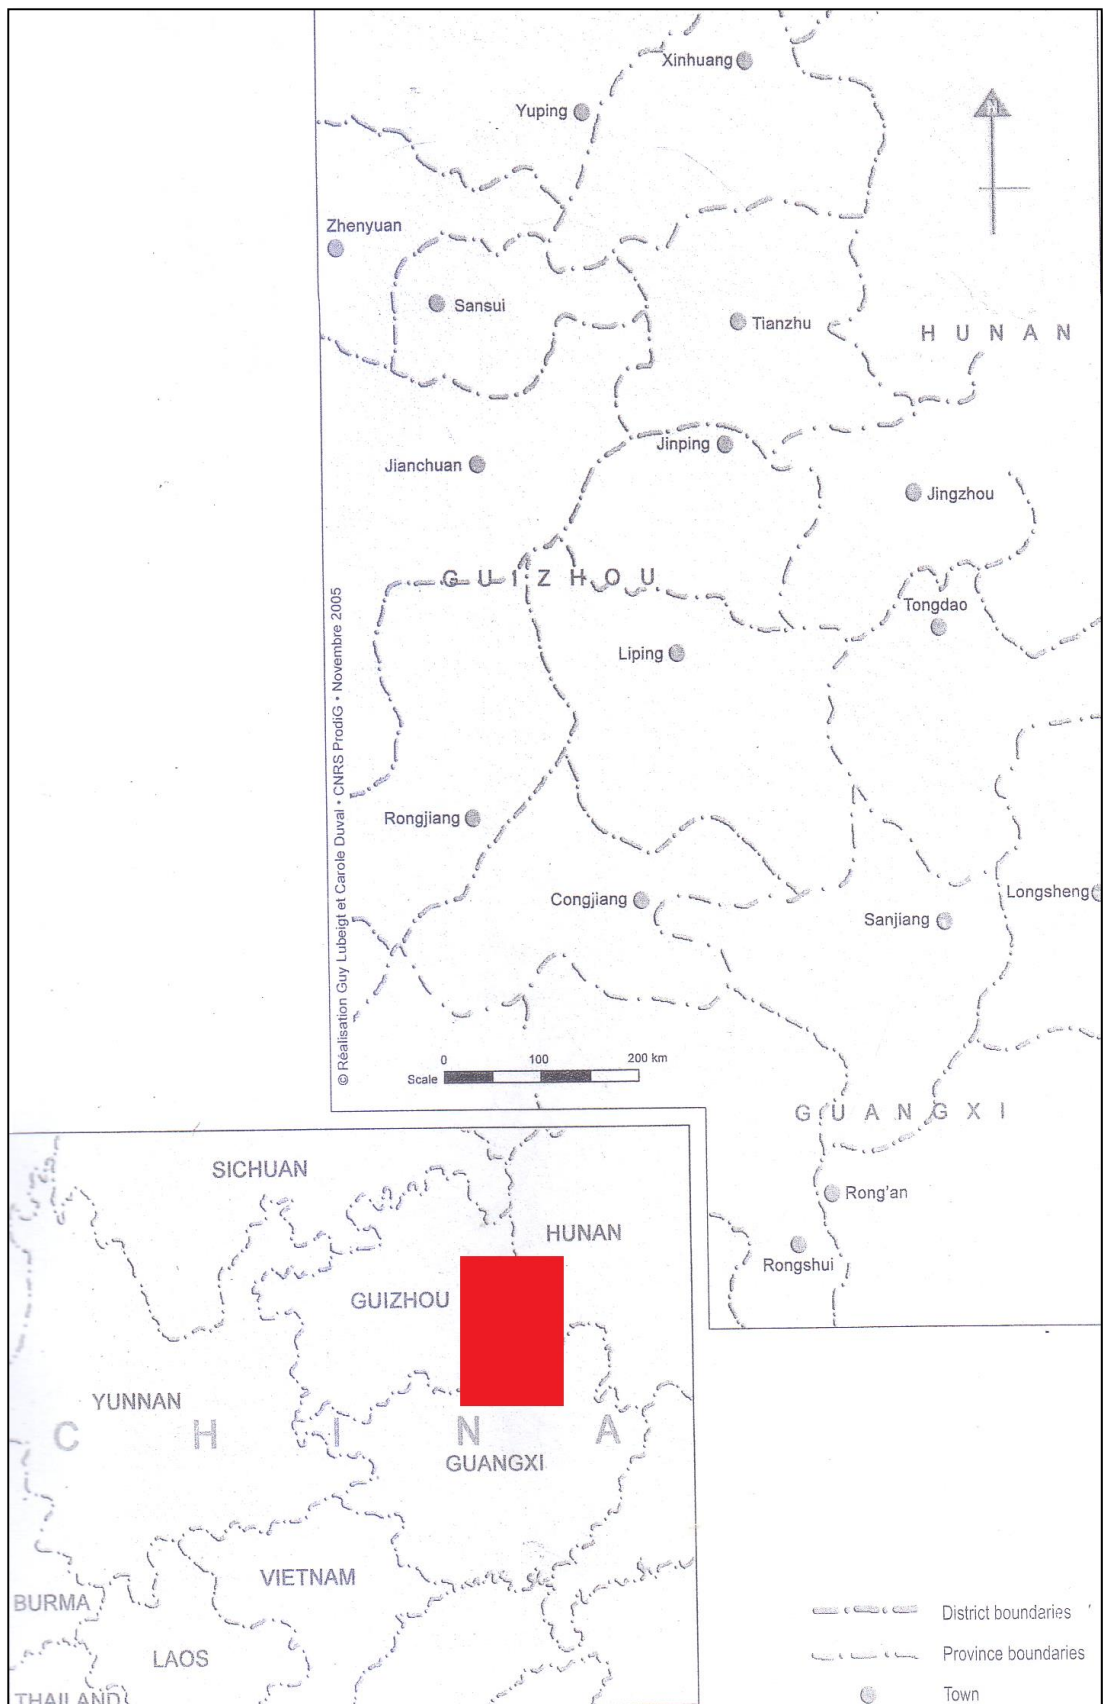 Xinhuang
Yuping
N
Zhenyuan
Sansui
Tianzhu
HUNAN
Jinping
Jianchuan
Jingzhou
GUIZHOU
Tongdao
Liping
© Réalisation Guy Lubeigt et Carole Duval • CNRS ProdiG • Novembre 2005
Rongjiang
Congjiang
Longsheng
Sanjiang
0 100 200 km
Scale
GUANGXI
Rong'an
Rongshui
SICHUAN
HUNAN
GUIZHOU
YUNNAN
CHINA
GUANGXI
VIETNAM
BURMA
LAOS
THAILAND
District boundaries
Province boundaries
Town